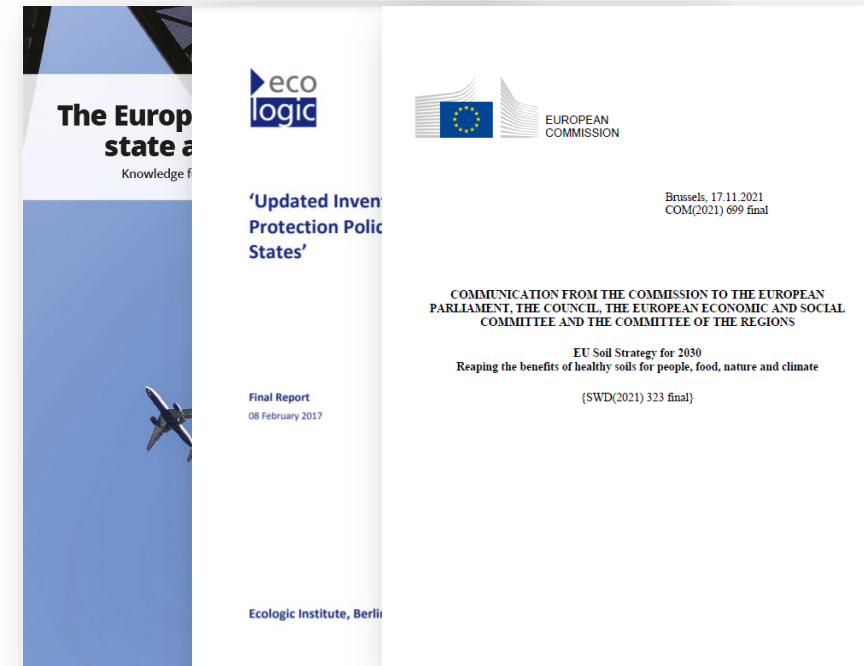 The Europ
state a
Knowledge f
eco
logic
'Updated Inven
Protection Polic
States'
Final Report
08 February 2017
Ecologic Institute, Berli
EUROPEAN
COMMISSION
Brussels, 17.11.2021
COM(2021) 699 final
COMMUNICATION FROM THE COMMISSION TO THE EUROPEAN
PARLIAMENT, THE COUNCIL, THE EUROPEAN ECONOMIC AND SOCIAL
COMMITTEE AND THE COMMITTEE OF THE REGIONS
EU Soil Strategy for 2030
Reaping the benefits of healthy soils for people, food, nature and climate
{SWD(2021) 323 final}